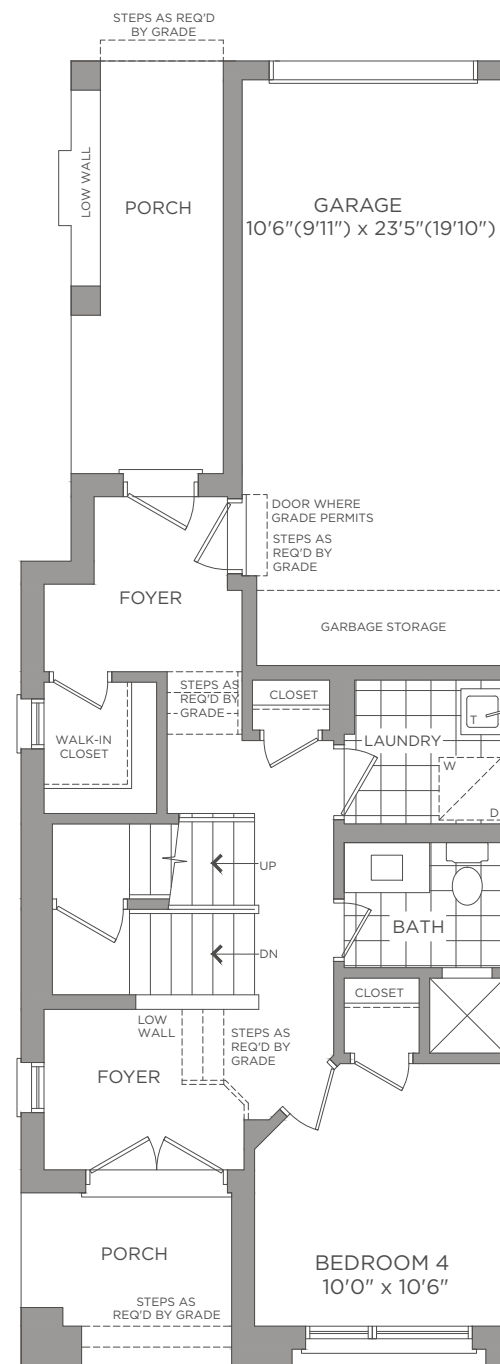 STEPS AS REQ'D
BY GRADE
LOW WALL
PORCH
GARAGE
10'6"(9'11") x 23'5"(19'10")
DOOR WHERE
GRADE PERMITS
STEPS AS
REQ'D BY
GRADE
FOYER
GARBAGE STORAGE
STEPS AS
REQ'D BY
GRADE
CLOSET
WALK-IN
CLOSET
LAUNDRY
T
W
D
UP
BATH
DN
CLOSET
LOW
WALL
STEPS AS
REQ'D BY
GRADE
FOYER
PORCH
BEDROOM 4
10'0" x 10'6"
STEPS AS
REQ'D BY GRADE